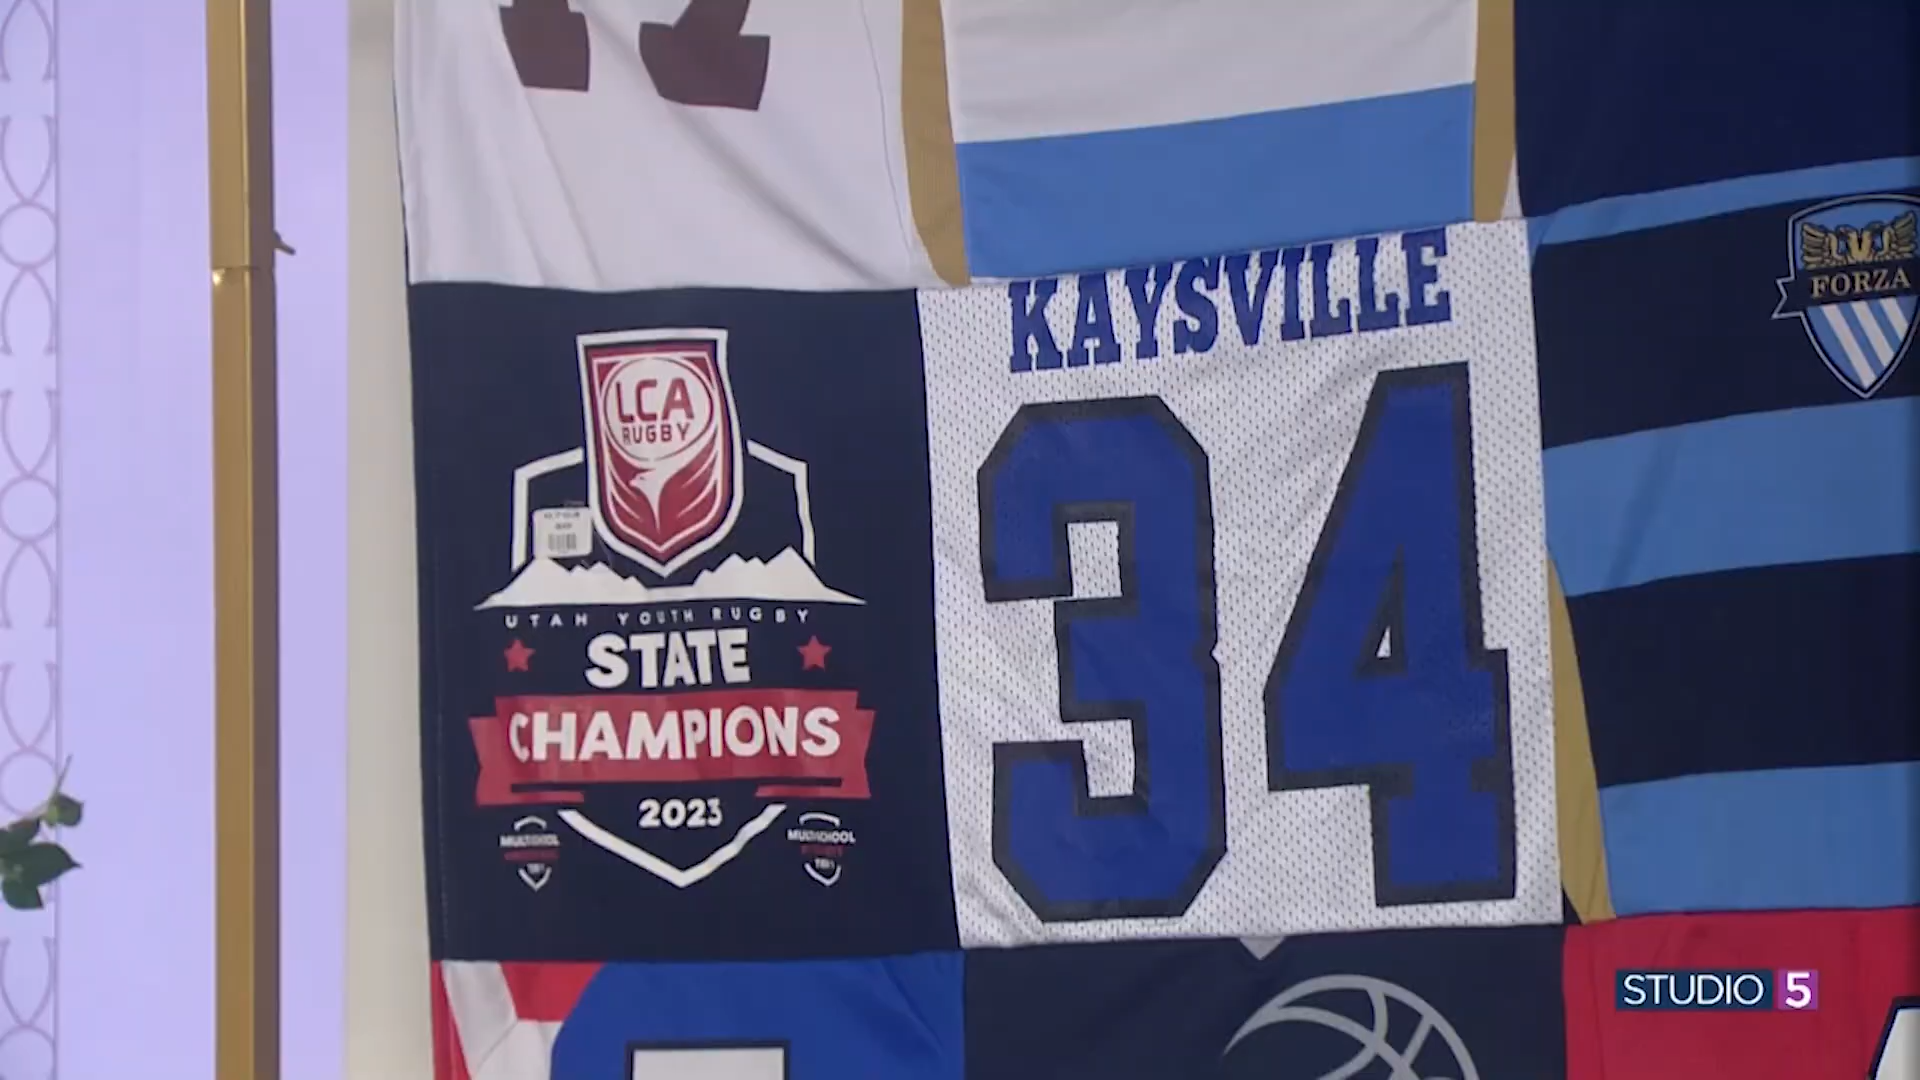 KAYSVILLE
34
FORZA
LCA
RUGBY
UTAH YOUTH RUGBY
STATE
CHAMPIONS
2023
STUDIO 5